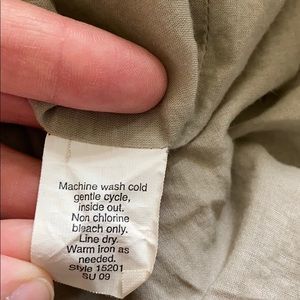 Machine wash cold
gentle cycle,
inside out.
Non chlorine
bleach only.
Line dry.
Warm iron as
needed.
Style 15201
SU 09